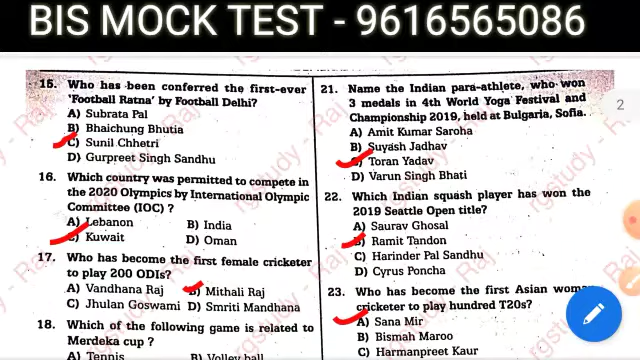 BIS MOCK TEST - 9616565086
2
15. Who has been conferred the first-ever
'Football Ratna' by Football Delhi?
A) Subrata Pal
B) Bhaichung Bhutia
C) Sunil Chhetri
D) Gurpreet Singh Sandhu
16. Which country was permitted to compete in
the 2020 Olympics by International Olympic
Committee (IOC) ?
A) Lebanon B) India
C) Kuwait D) Oman
17. Who has become the first female cricketer
to play 200 ODIs?
A) Vandhana Raj B) Mithali Raj
C) Jhulan Goswami D) Smriti Mandhana
18. Which of the following game is related to
Merdeka cup ?
A) Tennis B) Volley ball
21. Name the Indian para-athlete, who won
3 medals in 4th World Yoga Festival and
Championship 2019, held at Bulgaria, Sofia.
A) Amit Kumar Saroha
B) Suyash Jadhav
C) Toran Yadav
D) Varun Singh Bhati
22. Which Indian squash player has won the
2019 Seattle Open title?
A) Saurav Ghosal
B) Ramit Tandon
C) Harinder Pal Sandhu
D) Cyrus Poncha
23. Who has become the first Asian
cricketer to play hundred T20s?
A) Sana Mir
B) Bismah Maroo
C) Harmanpreet Kaur
rgstudy - Raj